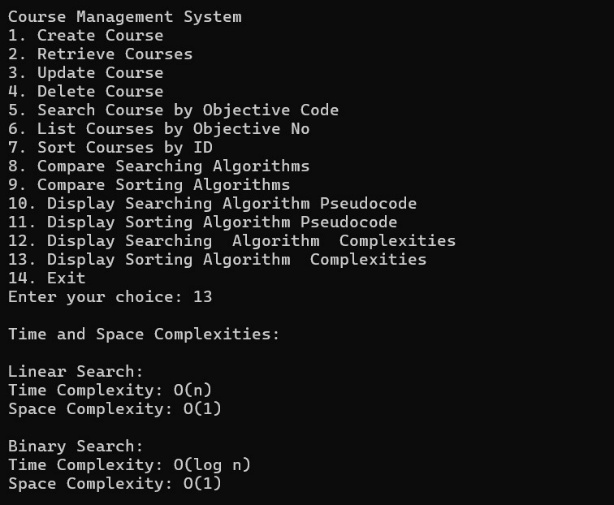 Course Management System
1. Create Course
2. Retrieve Courses
3. Update Course
4. Delete Course
5. Search Course by Objective Code
6. List Courses by Objective No
7. Sort Courses by ID
8. Compare Searching Algorithms
9. Compare Sorting Algorithms
10. Display Searching Algorithm Pseudocode
11. Display Sorting Algorithm Pseudocode
12. Display Searching  Algorithm  Complexities
13. Display Sorting Algorithm  Complexities
14. Exit
Enter your choice: 13
Time and Space Complexities:
Linear Search:
Time Complexity: O(n)
Space Complexity: O(1)
Binary Search:
Time Complexity: O(log n)
Space Complexity: O(1)